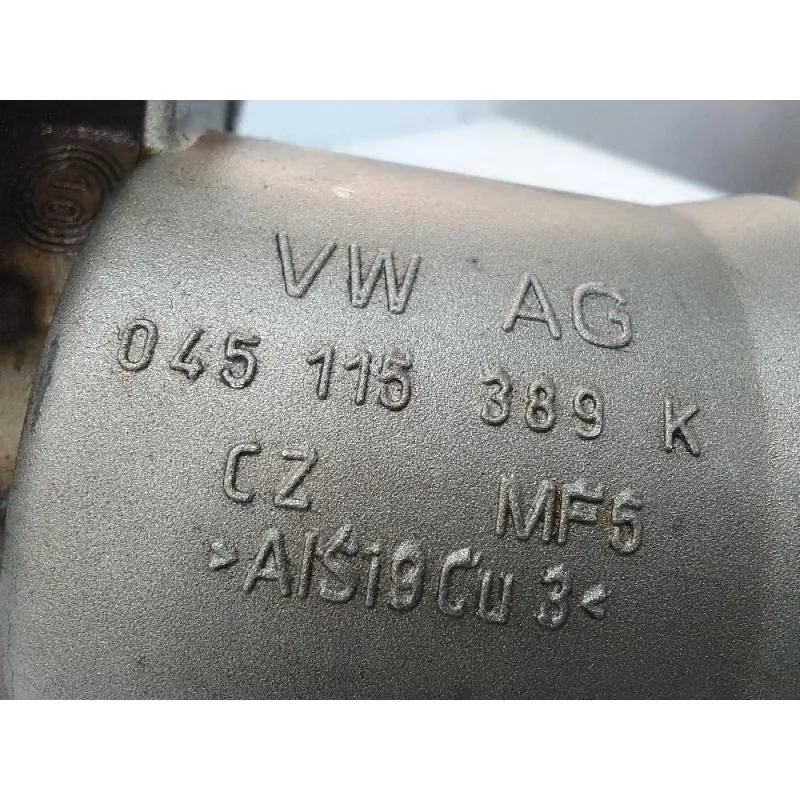 VW AG
045 115 389 K
CZ MF5
>AlSi9Cu3<